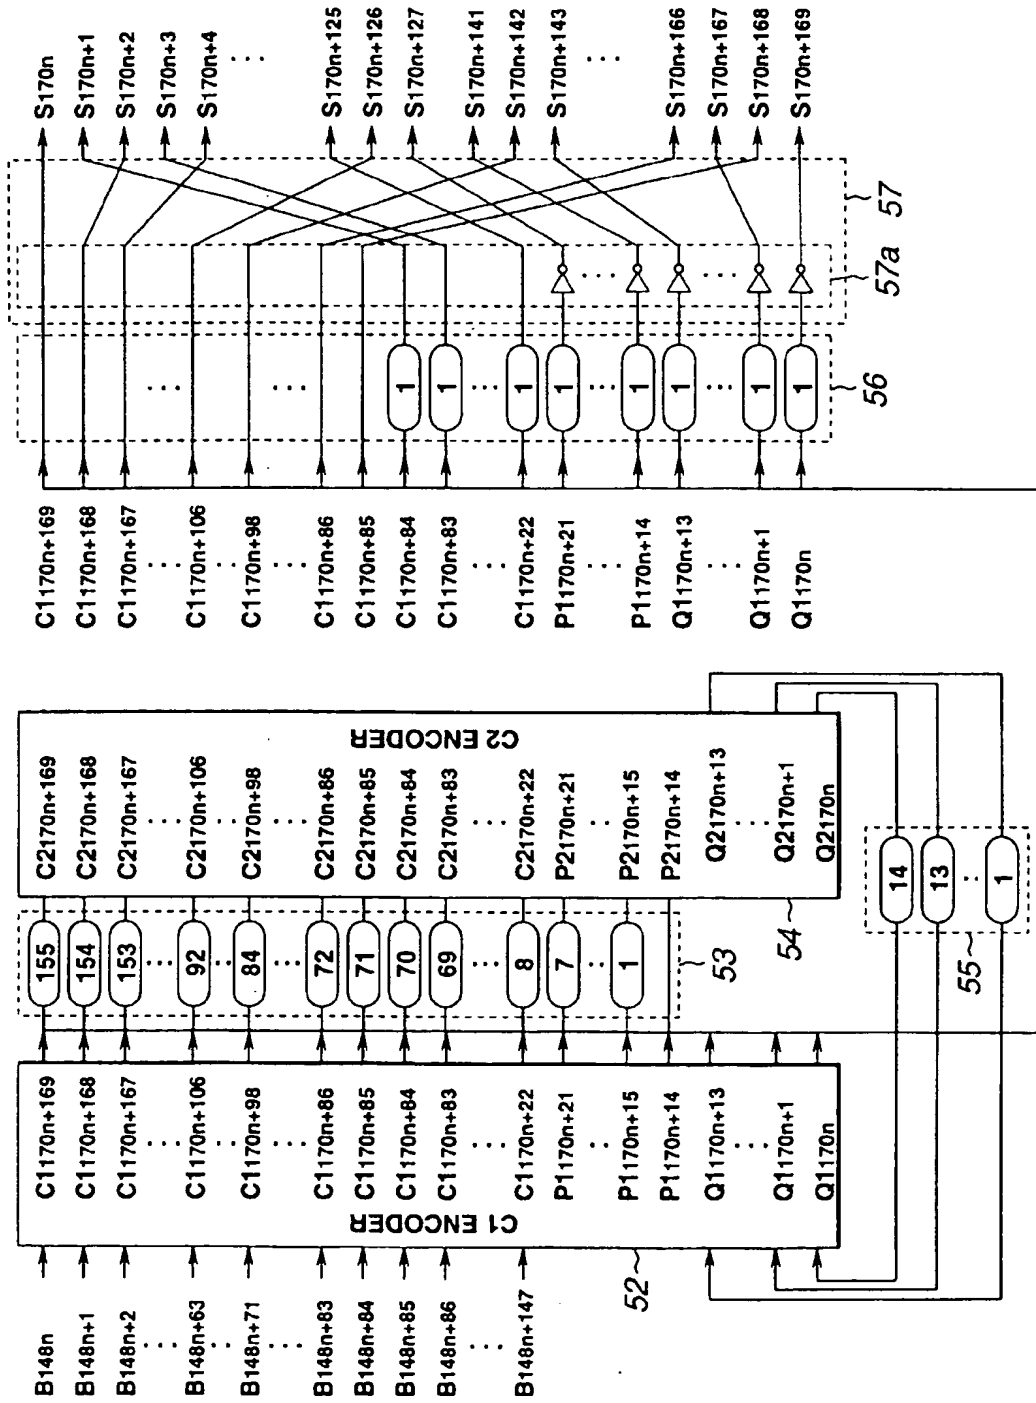 B148n
B148n+1
B148n+2
B148n+63
B148n+71
B148n+83
B148n+84
B148n+85
B148n+86
B148n+147
C1 ENCODER
C1170n+169
C1170n+168
C1170n+167
C1170n+106
C1170n+98
C1170n+86
C1170n+85
C1170n+84
C1170n+83
C1170n+22
P1170n+21
P1170n+15
P1170n+14
Q1170n+13
Q1170n+1
Q1170n
52
155
154
153
92
84
72
71
70
69
8
7
1
53
C2 ENCODER
C2170n+169
C2170n+168
C2170n+167
C2170n+106
C2170n+98
C2170n+86
C2170n+85
C2170n+84
C2170n+83
C2170n+22
P2170n+21
P2170n+15
P2170n+14
Q2170n+13
Q2170n+1
Q2170n
54
14
13
1
55
C1170n+169
C1170n+168
C1170n+167
C1170n+106
C1170n+98
C1170n+86
C1170n+85
C1170n+84
C1170n+83
C1170n+22
P1170n+21
P1170n+14
Q1170n+13
Q1170n+1
Q1170n
1
1
1
1
1
1
1
1
56
57a
57
S170n
S170n+1
S170n+2
S170n+3
S170n+4
S170n+125
S170n+126
S170n+127
S170n+141
S170n+142
S170n+143
S170n+166
S170n+167
S170n+168
S170n+169